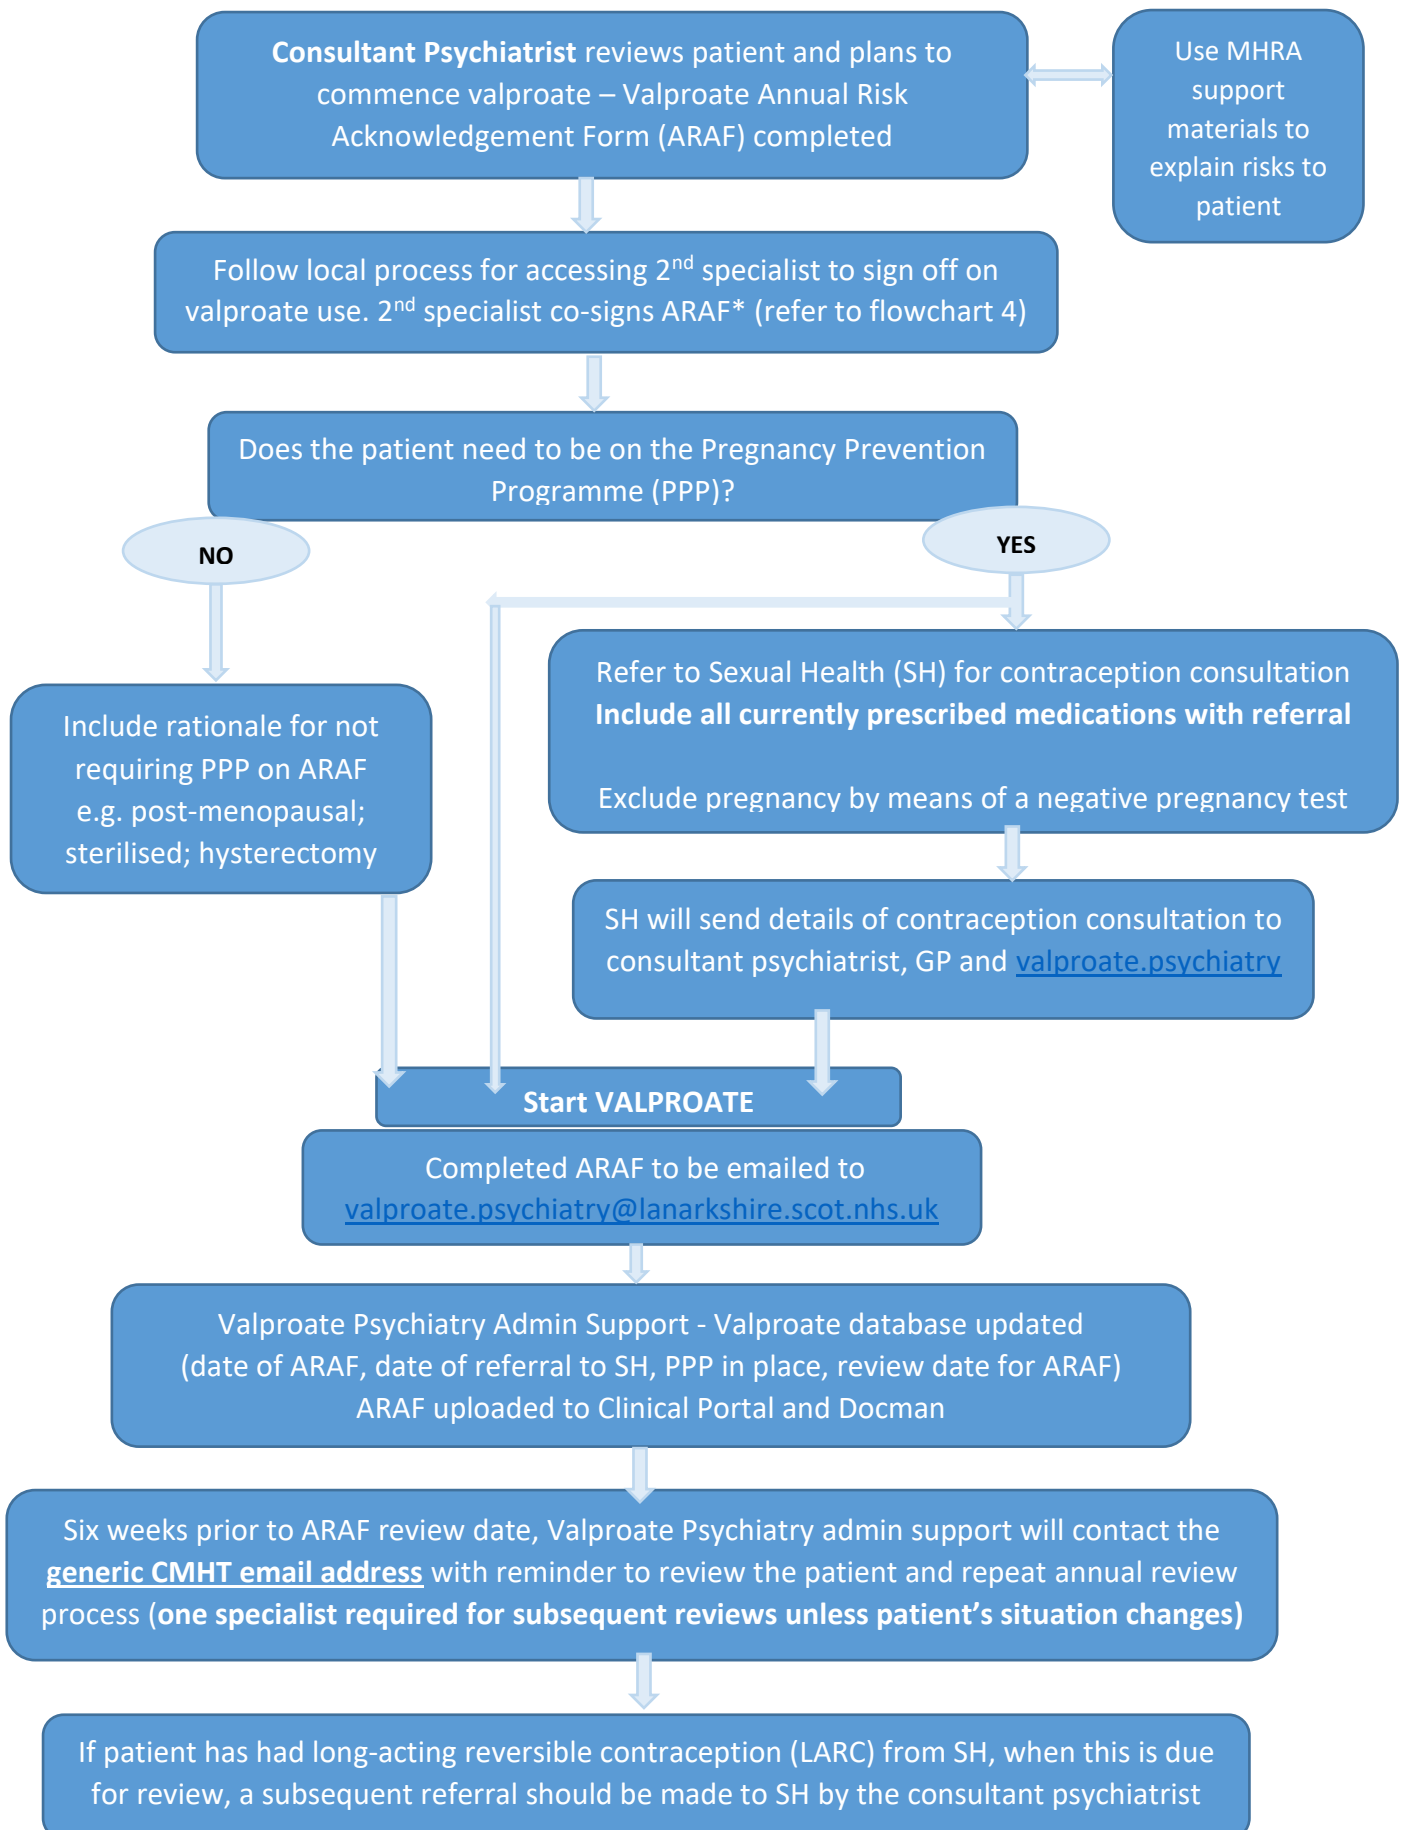 Consultant Psychiatrist reviews patient and plans to
commence valproate – Valproate Annual Risk
Acknowledgement Form (ARAF) completed
Use MHRA
support
materials to
explain risks to
patient
Follow local process for accessing 2nd specialist to sign off on
valproate use. 2nd specialist co-signs ARAF* (refer to flowchart 4)
Does the patient need to be on the Pregnancy Prevention
Programme (PPP)?
NO
YES
Include rationale for not
requiring PPP on ARAF
e.g. post-menopausal;
sterilised; hysterectomy
Refer to Sexual Health (SH) for contraception consultation
Include all currently prescribed medications with referral
Exclude pregnancy by means of a negative pregnancy test
SH will send details of contraception consultation to
consultant psychiatrist, GP and valproate.psychiatry
Start VALPROATE
Completed ARAF to be emailed to
valproate.psychiatry@lanarkshire.scot.nhs.uk
Valproate Psychiatry Admin Support - Valproate database updated
(date of ARAF, date of referral to SH, PPP in place, review date for ARAF)
ARAF uploaded to Clinical Portal and Docman
Six weeks prior to ARAF review date, Valproate Psychiatry admin support will contact the
generic CMHT email address with reminder to review the patient and repeat annual review
process (one specialist required for subsequent reviews unless patient's situation changes)
If patient has had long-acting reversible contraception (LARC) from SH, when this is due
for review, a subsequent referral should be made to SH by the consultant psychiatrist